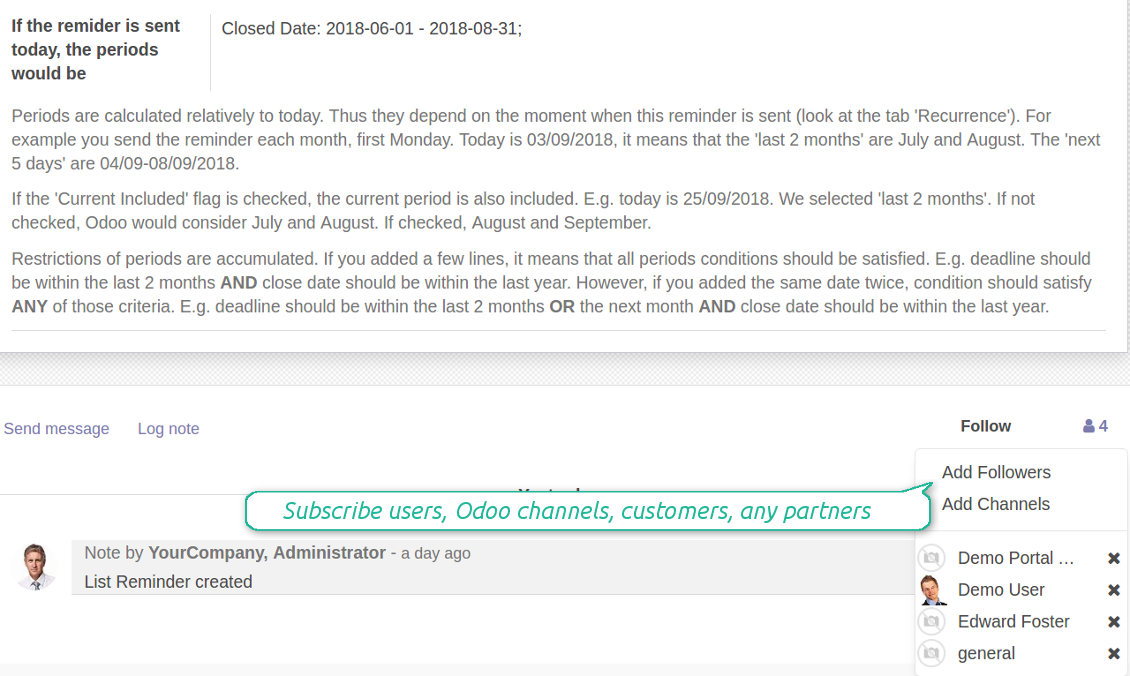 If the remider is sent
today, the periods
would be
Closed Date: 2018-06-01 - 2018-08-31;
Periods are calculated relatively to today. Thus they depend on the moment when this reminder is sent (look at the tab 'Recurrence'). For
example you send the reminder each month, first Monday. Today is 03/09/2018, it means that the 'last 2 months' are July and August. The 'next
5 days' are 04/09-08/09/2018.
If the 'Current Included' flag is checked, the current period is also included. E.g. today is 25/09/2018. We selected 'last 2 months'. If not
checked, Odoo would consider July and August. If checked, August and September.
Restrictions of periods are accumulated. If you added a few lines, it means that all periods conditions should be satisfied. E.g. deadline should
be within the last 2 months AND close date should be within the last year. However, if you added the same date twice, condition should satisfy
ANY of those criteria. E.g. deadline should be within the last 2 months OR the next month AND close date should be within the last year.
Send message
Log note
Follow
4
Add Followers
Add Channels
Subscribe users, Odoo channels, customers, any partners
Note by YourCompany, Administrator - a day ago
List Reminder created
Demo Portal …
Demo User
Edward Foster
general